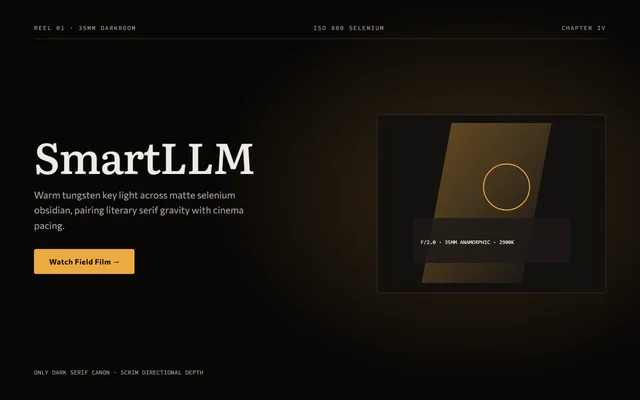 REEL 01 · 35MM DARKROOM
ISO 800 SELENIUM
CHAPTER IV
SmartLLM
Warm tungsten key light across matte selenium
obsidian, pairing literary serif gravity with cinema
pacing.
Watch Field Film →
F/2.0 · 35MM ANAMORPHIC · 2900K
ONLY DARK SERIF CANON · SCRIM DIRECTIONAL DEPTH